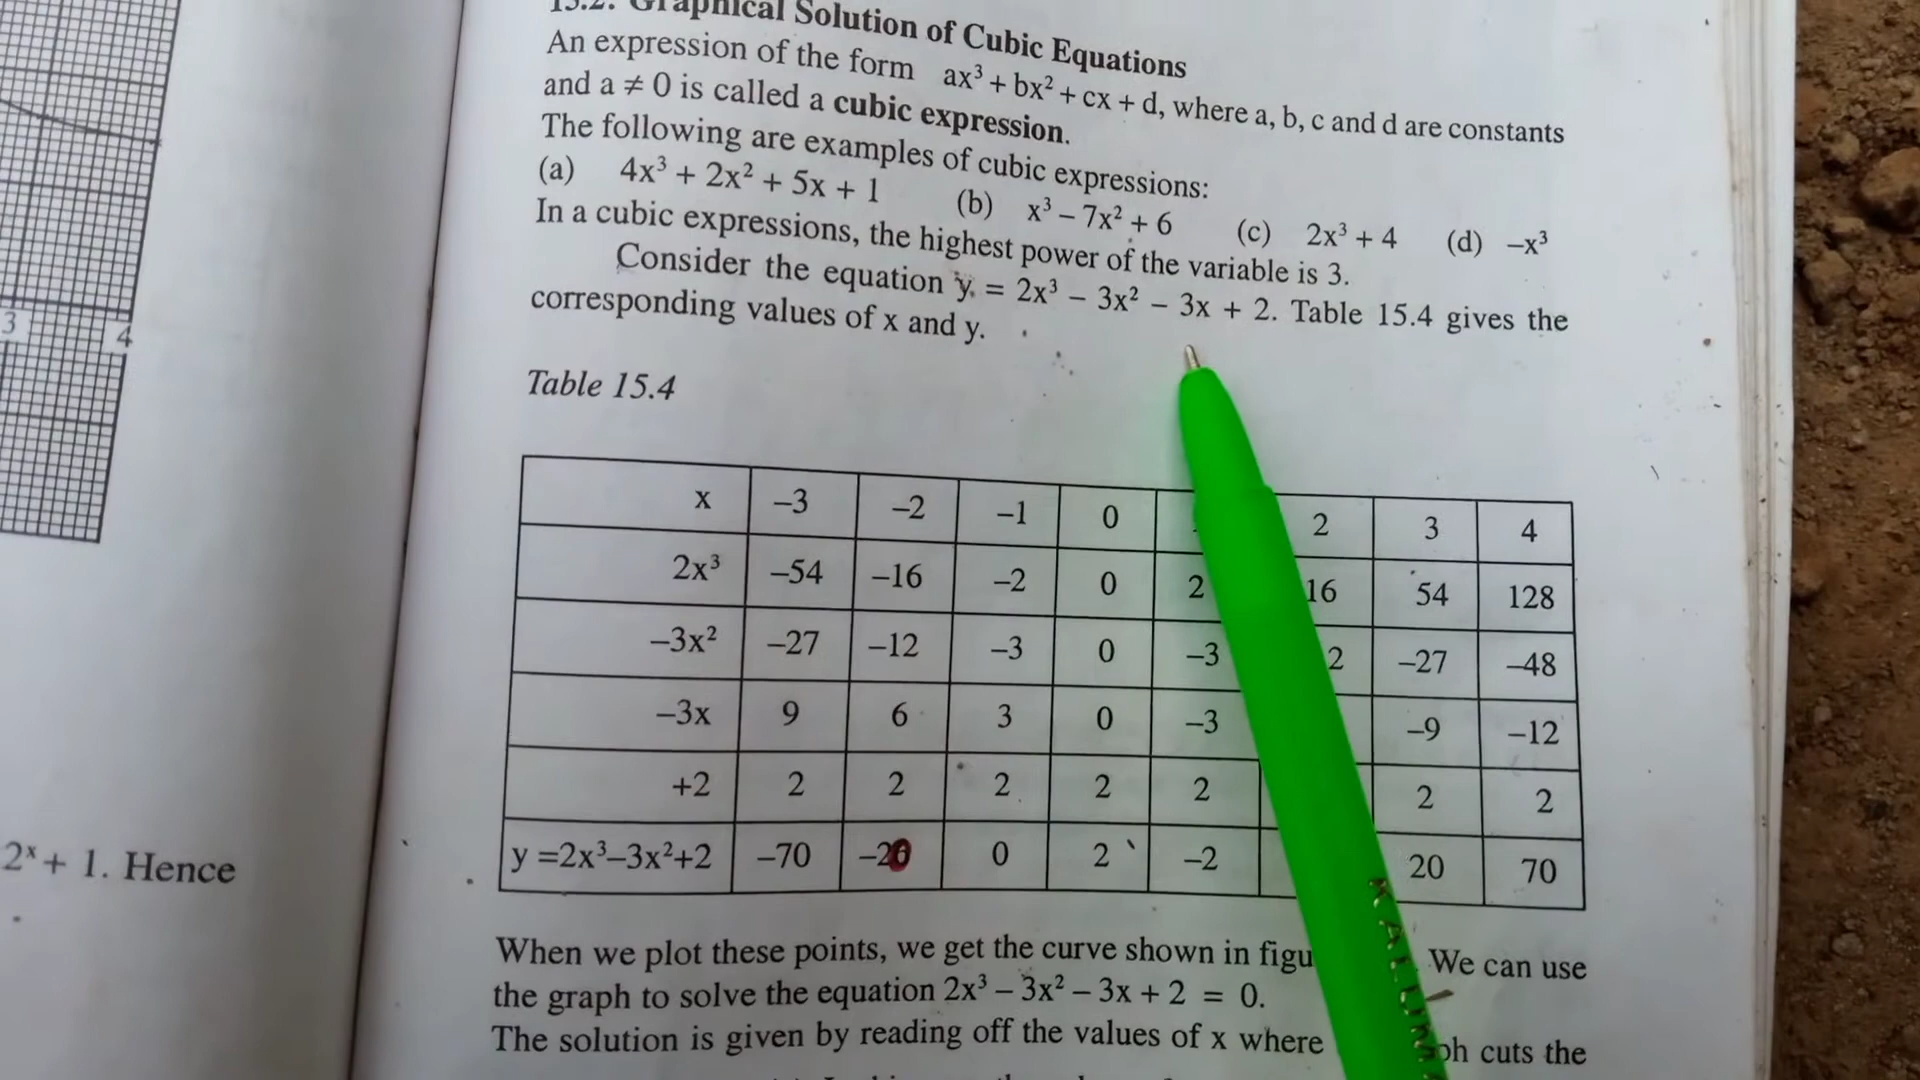 15.2. Graphical Solution of Cubic Equations
An expression of the form ax³ + bx² + cx + d, where a, b, c and d are constants
and a ≠ 0 is called a cubic expression.
The following are examples of cubic expressions:
(a) 4x³ + 2x² + 5x + 1 (b) x³ – 7x² + 6 (c) 2x³ + 4 (d) –x³
In a cubic expressions, the highest power of the variable is 3.
Consider the equation y = 2x³ – 3x² – 3x + 2. Table 15.4 gives the
corresponding values of x and y.
Table 15.4
x –3 –2 –1 0 2 3 4
2x³ –54 –16 –2 0 2 16 54 128
–3x² –27 –12 –3 0 –3 2 –27 –48
–3x 9 6 3 0 –3 –9 –12
+2 2 2 2 2 2 2 2
y =2x³–3x²+2 –70 0 2 –2 20 70
When we plot these points, we get the curve shown in We can use
the graph to solve the equation 2x³ – 3x² – 3x + 2 = 0.
The solution is given by reading off the values of x where cuts the
3 4
2ˣ + 1. Hence